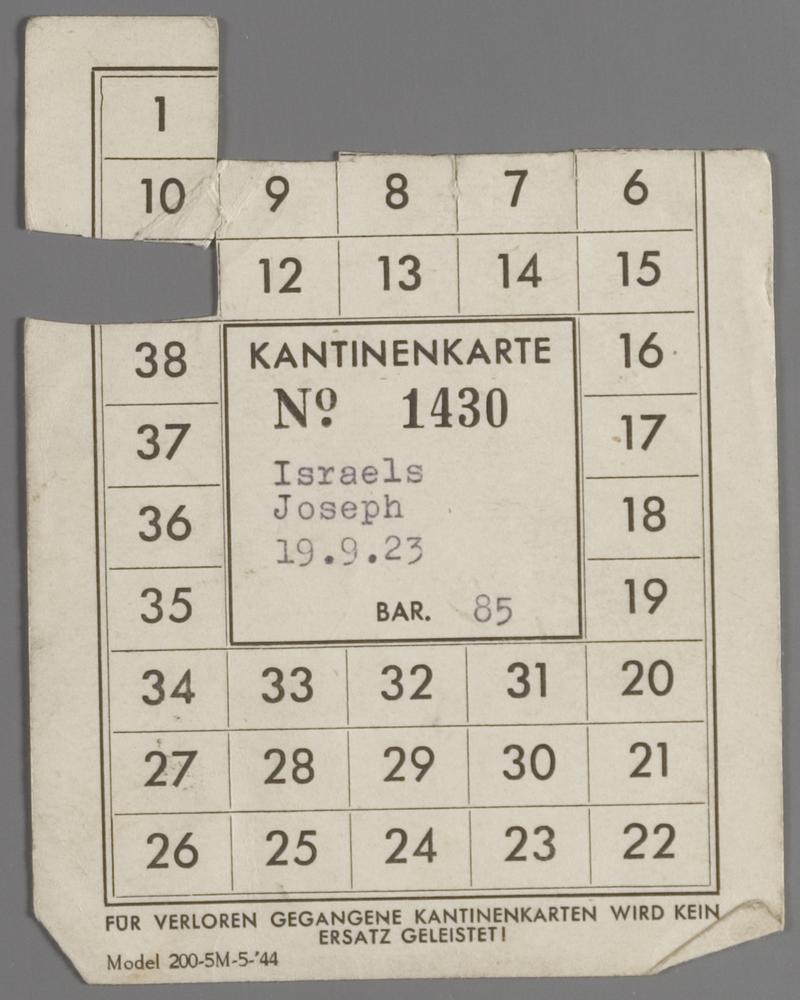 1
10 9 8 7 6
12 13 14 15
38 KANTINENKARTE 16
Nº 1430
37 17
Israels
Joseph
36 18
19.9.23
35 BAR. 85 19
34 33 32 31 20
27 28 29 30 21
26 25 24 23 22
FÜR VERLOREN GEGANGENE KANTINENKARTEN WIRD KEIN
ERSATZ GELEISTET!
Model 200-5M-5-'44